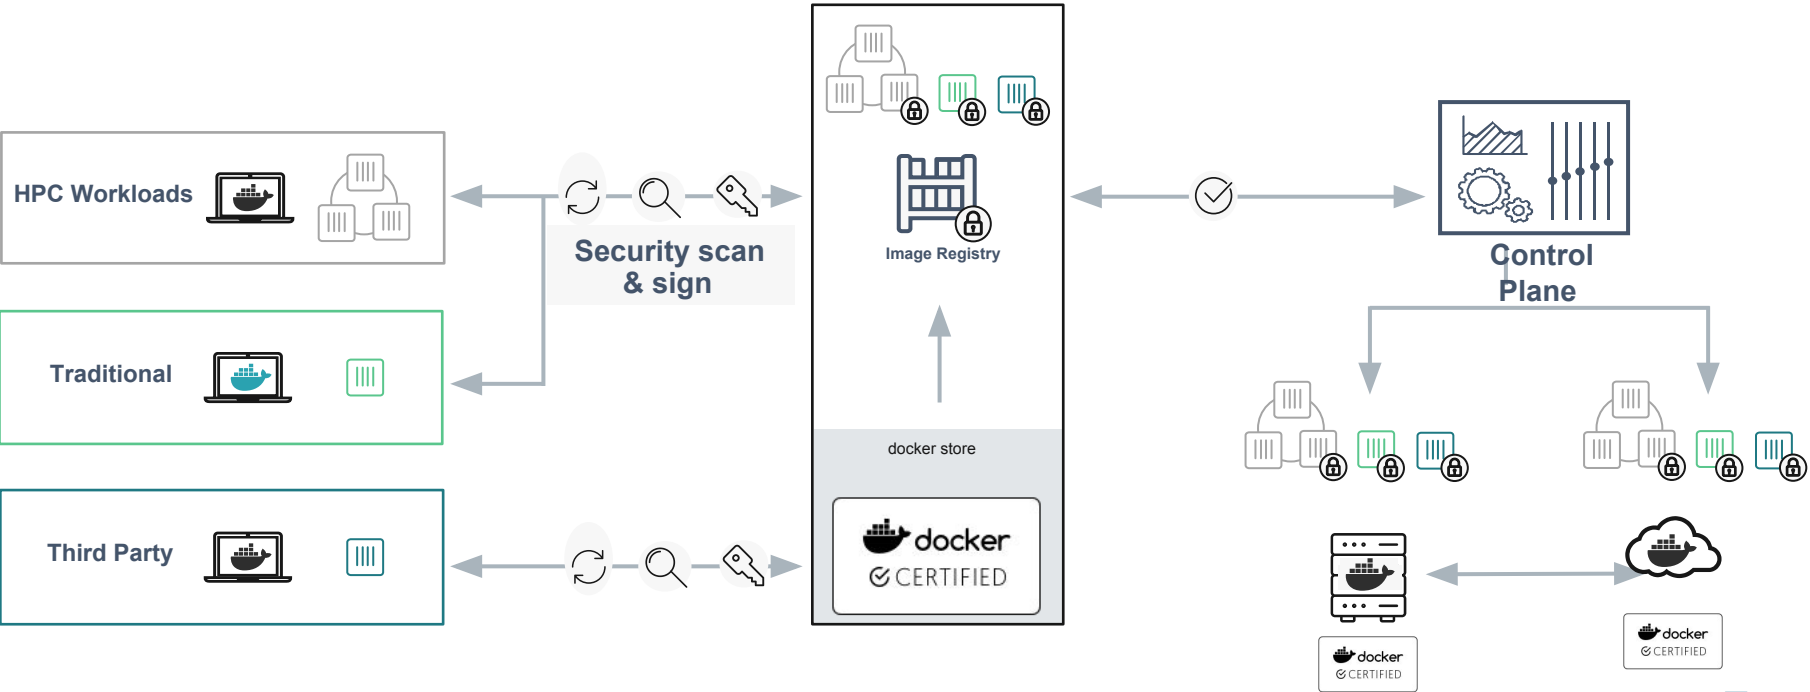 HPC Workloads
Security scan
& sign
Image Registry
Control
Plane
Traditional
docker store
Third Party
docker
CERTIFIED
docker
CERTIFIED
docker
CERTIFIED